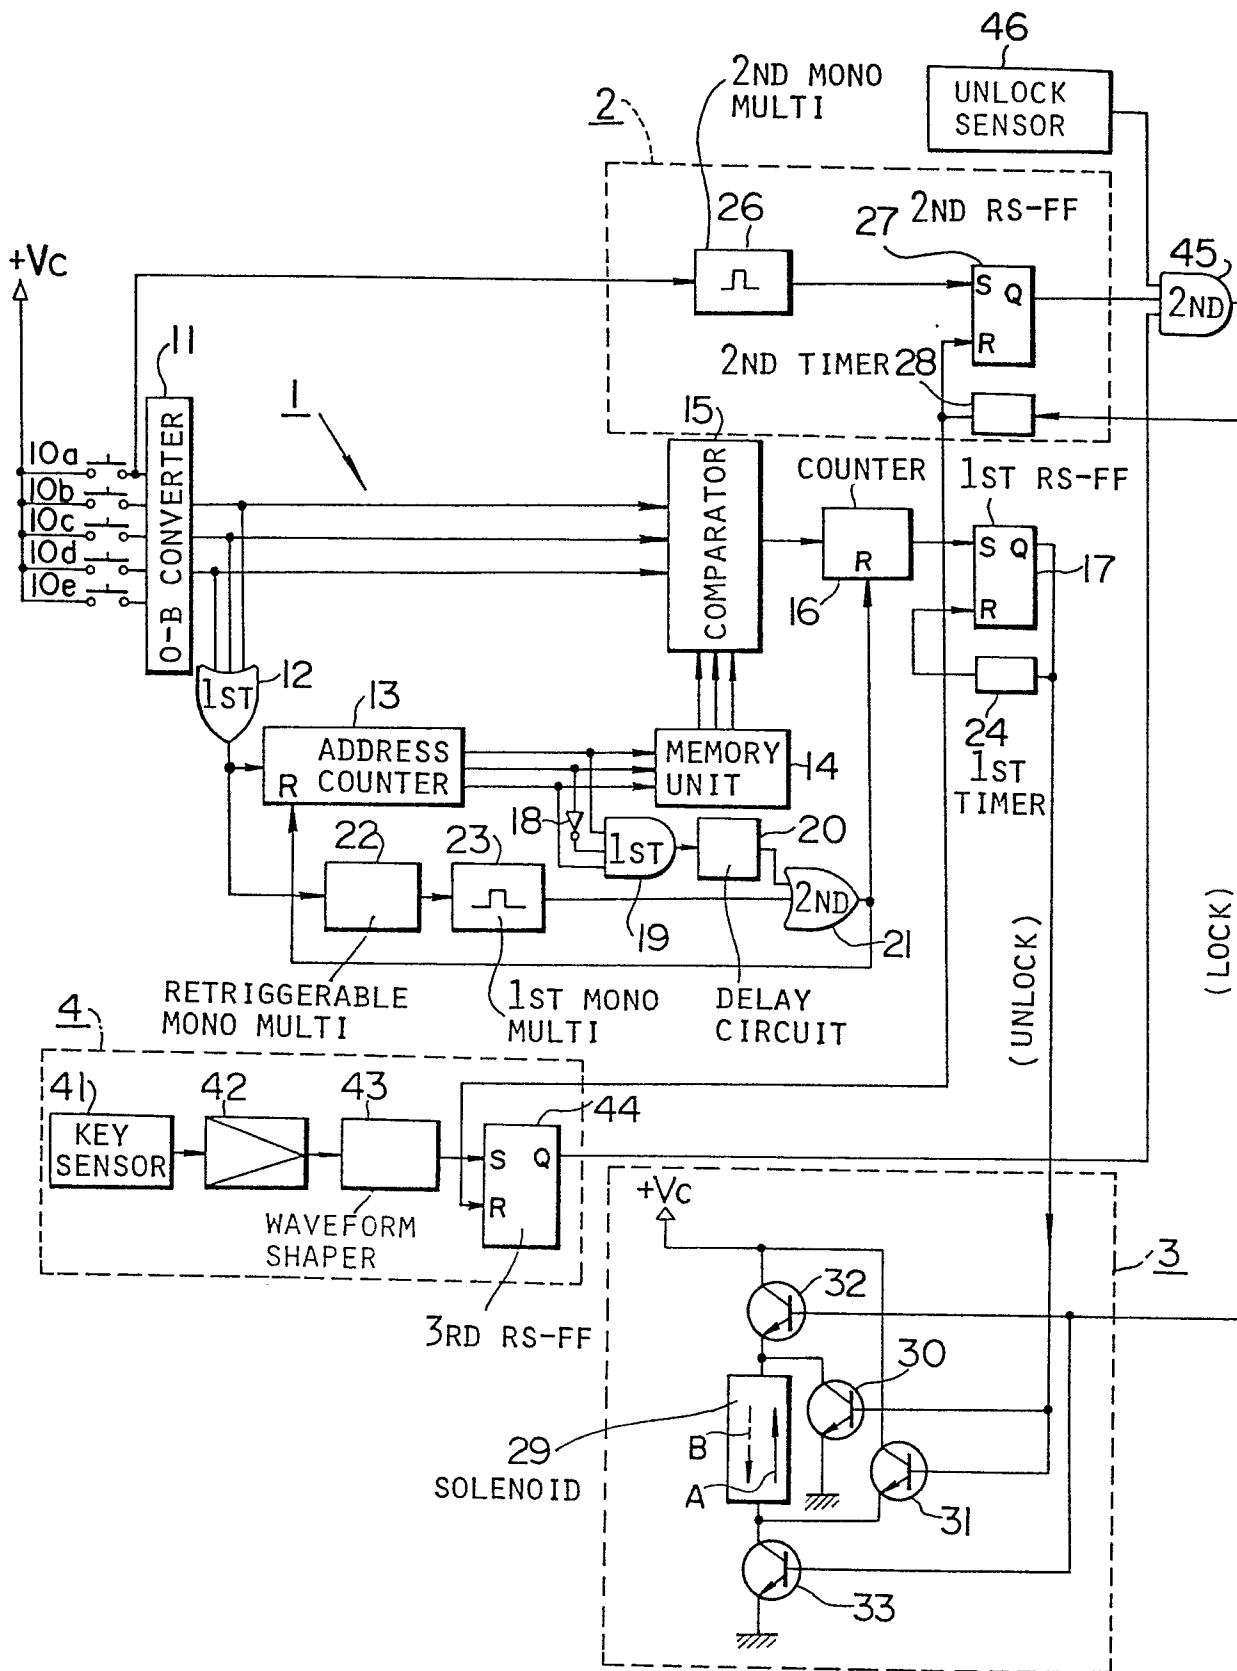 46
2ND MONO
MULTI
UNLOCK
SENSOR
2
26
2ND RS-FF
27
45
+Vc
S Q
2ND
R
11
2ND TIMER 28
1
15
COUNTER
1ST RS-FF
10a
10b
10c
10d
10e
O-B CONVERTER
COMPARATOR
S Q
17
R
16
R
12
1ST
13
24
1ST
TIMER
ADDRESS
COUNTER
R
MEMORY
UNIT
14
18
20
22
23
1ST
2ND
19
21
(LOCK)
(UNLOCK)
RETRIGGERABLE
MONO MULTI
1ST MONO
MULTI
DELAY
CIRCUIT
4
41
42
43
44
KEY
SENSOR
S Q
R
WAVEFORM
SHAPER
+Vc
3
32
3RD RS-FF
30
29
SOLENOID
B
A
31
33